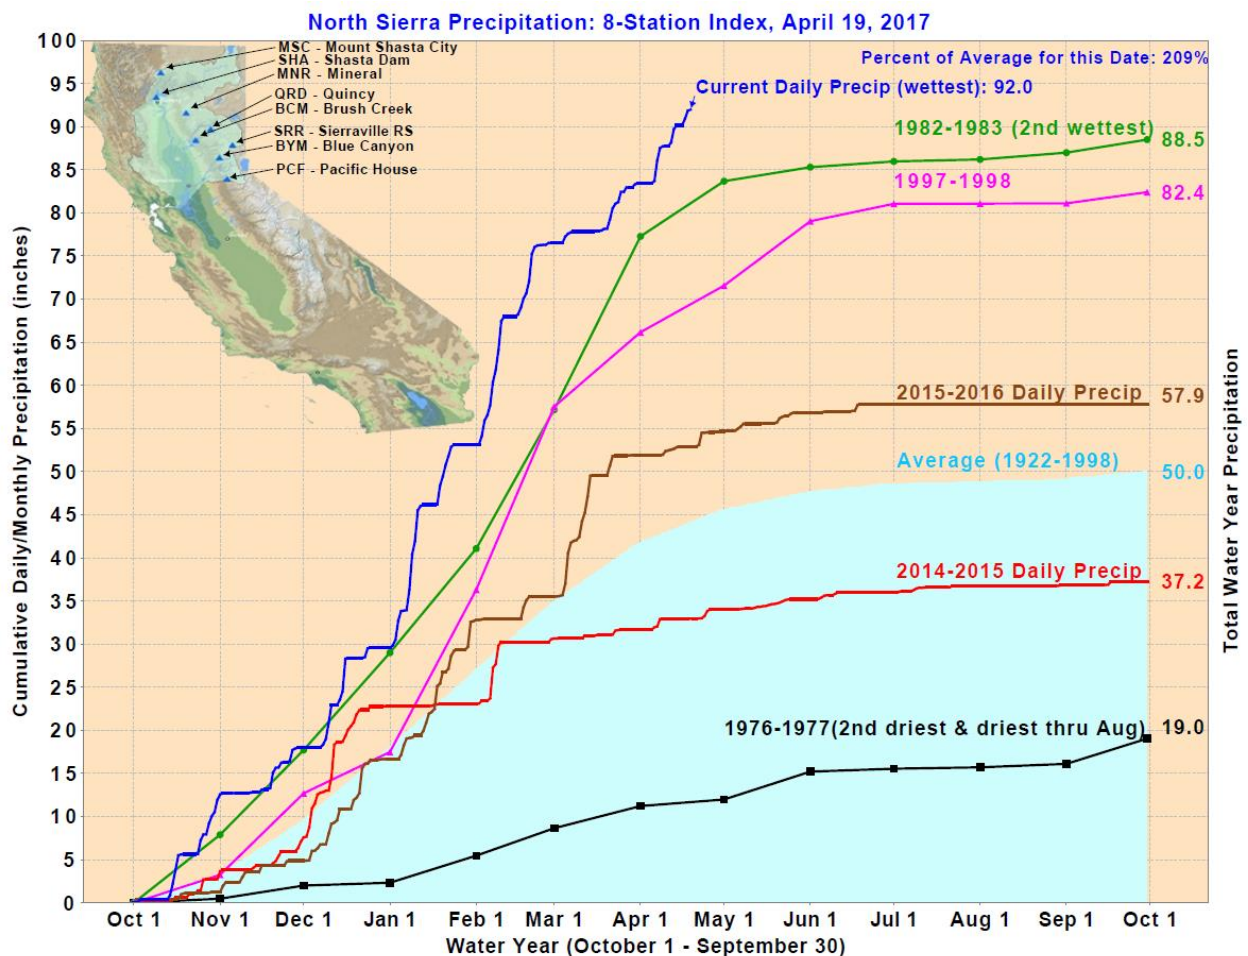 North Sierra Precipitation: 8-Station Index, April 19, 2017
Percent of Average for this Date: 209%
Current Daily Precip (wettest): 92.0
MSC - Mount Shasta City
SHA - Shasta Dam
MNR - Mineral
QRD - Quincy
BCM - Brush Creek
SRR - Sierraville RS
BYM - Blue Canyon
PCF - Pacific House
1982-1983 (2nd wettest) 88.5
1997-1998 82.4
2015-2016 Daily Precip 57.9
Average (1922-1998) 50.0
2014-2015 Daily Precip 37.2
1976-1977(2nd driest & driest thru Aug) 19.0
Cumulative Daily/Monthly Precipitation (inches)
100
95
90
85
80
75
70
65
60
55
50
45
40
35
30
25
20
15
10
5
0
Total Water Year Precipitation
Oct 1 Nov 1 Dec 1 Jan 1 Feb 1 Mar 1 Apr 1 May 1 Jun 1 Jul 1 Aug 1 Sep 1 Oct 1
Water Year (October 1 - September 30)